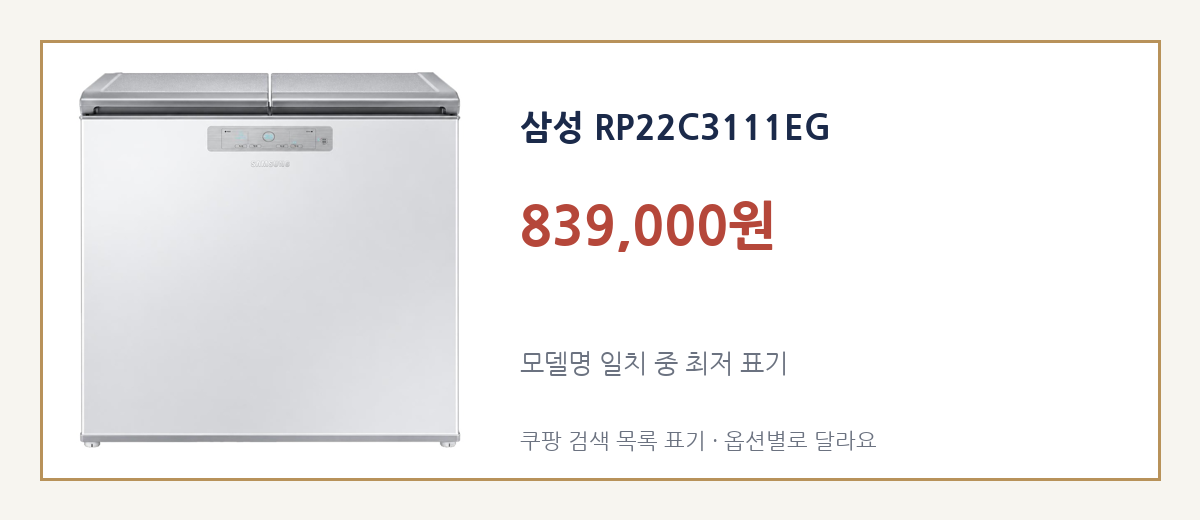 삼성 RP22C3111EG
839,000원
모델명 일치 중 최저 표기
쿠팡 검색 목록 표기 · 옵션별로 달라요
SAMSUNG